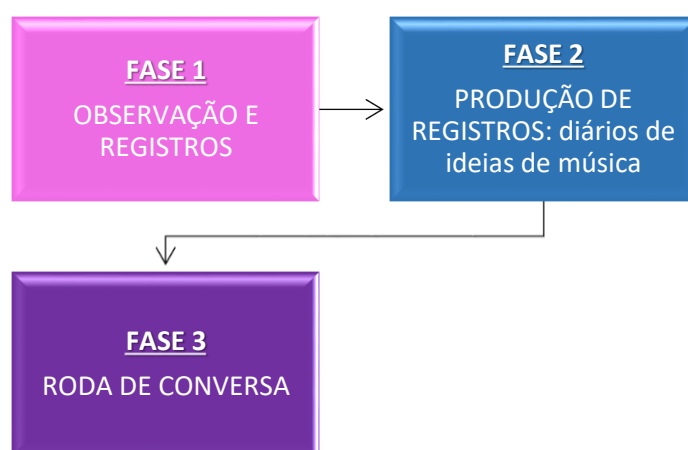 FASE 1
OBSERVAÇÃO E
REGISTROS
FASE 2
PRODUÇÃO DE
REGISTROS: diários de
ideias de música
FASE 3
RODA DE CONVERSA